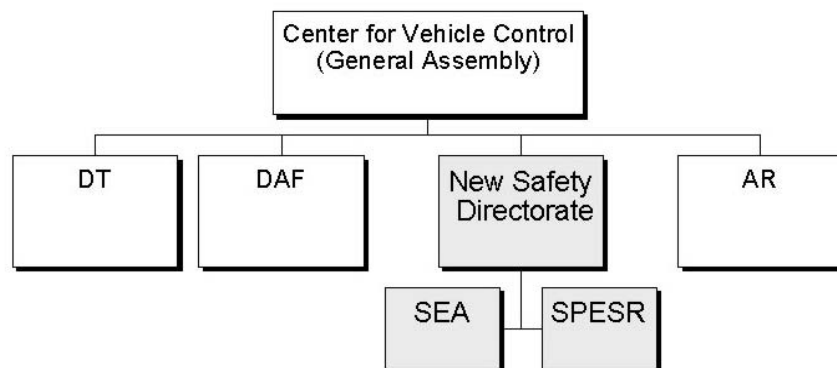 Center for Vehicle Control
(General Assembly)
DT
DAF
New Safety
Directorate
AR
SEA
SPESR